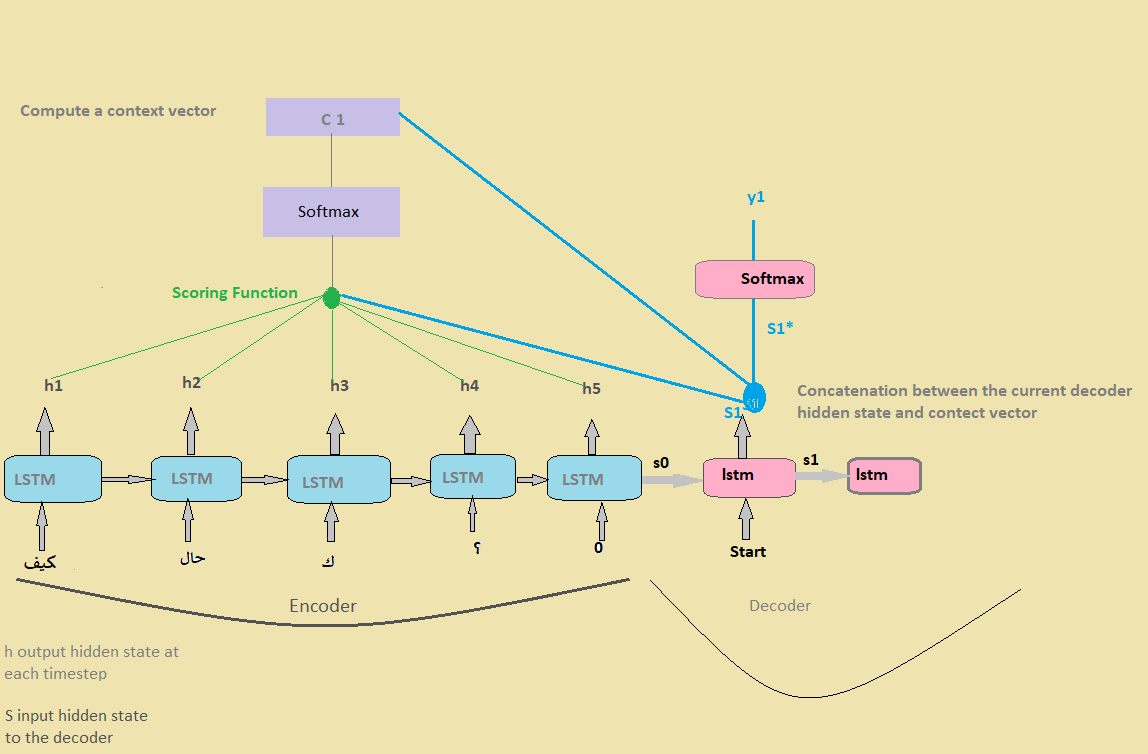 Compute a context vector
C 1
Softmax
y1
Softmax
Scoring Function
S1*
h1
h2
h3
h4
h5
Concatenation between the current decoder
hidden state and contect vector
S1
LSTM
LSTM
LSTM
LSTM
LSTM
s0
lstm
s1
lstm
كيف
حال
ك
؟
0
Start
Encoder
Decoder
h output hidden state at
each timestep
S input hidden state
to the decoder